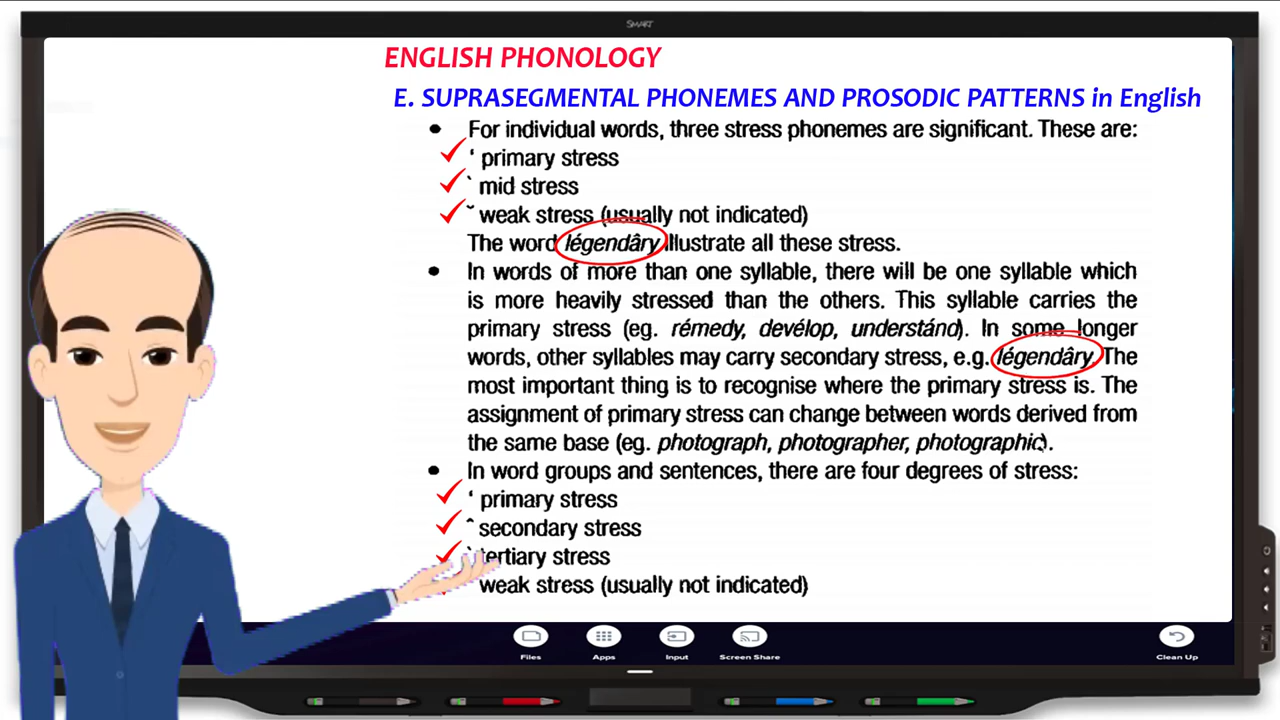 SMART
ENGLISH PHONOLOGY
E. SUPRASEGMENTAL PHONEMES AND PROSODIC PATTERNS in English
• For individual words, three stress phonemes are significant. These are:
ˊ primary stress
ˋ mid stress
˘ weak stress (usually not indicated)
The word légendâry illustrate all these stress.
• In words of more than one syllable, there will be one syllable which
is more heavily stressed than the others. This syllable carries the
primary stress (eg. rémedy, devélop, understánd). In some longer
words, other syllables may carry secondary stress, e.g. légendâry. The
most important thing is to recognise where the primary stress is. The
assignment of primary stress can change between words derived from
the same base (eg. photograph, photographer, photographic).
• In word groups and sentences, there are four degrees of stress:
ˊ primary stress
ˆ secondary stress
ˋ tertiary stress
weak stress (usually not indicated)
Files Apps Input Screen Share Clean Up